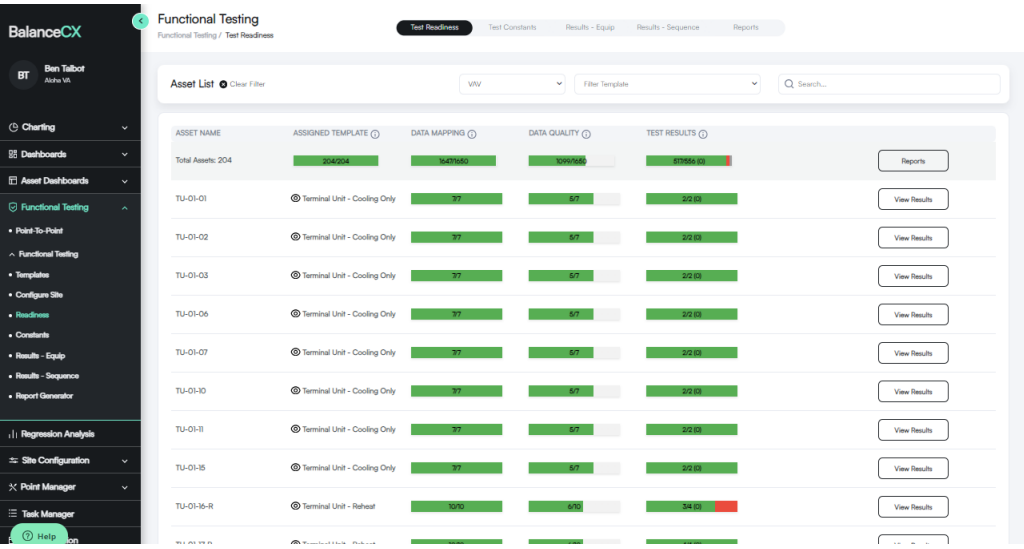 BalanceCX
BT
Ben Talbot
Aloha VA
Charting
Dashboards
Asset Dashboards
Functional Testing
Point-To-Point
Functional Testing
Templates
Configure Site
Readiness
Constants
Results - Equip
Results - Sequence
Report Generator
Regression Analysis
Site Configuration
Point Manager
Task Manager
Help
Functional Testing
Functional Testing / Test Readiness
Test Readiness Test Constants Results - Equip Results - Sequence Reports
Asset List Clear Filter VAV Filter Template Search...
ASSET NAME ASSIGNED TEMPLATE DATA MAPPING DATA QUALITY TEST RESULTS
Total Assets: 204 204/204 1647/1650 1099/1650 517/556 (0) Reports
TU-01-01 Terminal Unit - Cooling Only 7/7 5/7 2/2 (0) View Results
TU-01-02 Terminal Unit - Cooling Only 7/7 5/7 2/2 (0) View Results
TU-01-03 Terminal Unit - Cooling Only 7/7 5/7 2/2 (0) View Results
TU-01-06 Terminal Unit - Cooling Only 7/7 5/7 2/2 (0) View Results
TU-01-07 Terminal Unit - Cooling Only 7/7 5/7 2/2 (0) View Results
TU-01-10 Terminal Unit - Cooling Only 7/7 5/7 2/2 (0) View Results
TU-01-11 Terminal Unit - Cooling Only 7/7 5/7 2/2 (0) View Results
TU-01-15 Terminal Unit - Cooling Only 7/7 5/7 2/2 (0) View Results
TU-01-16-R Terminal Unit - Reheat 10/10 6/10 3/4 (0) View Results